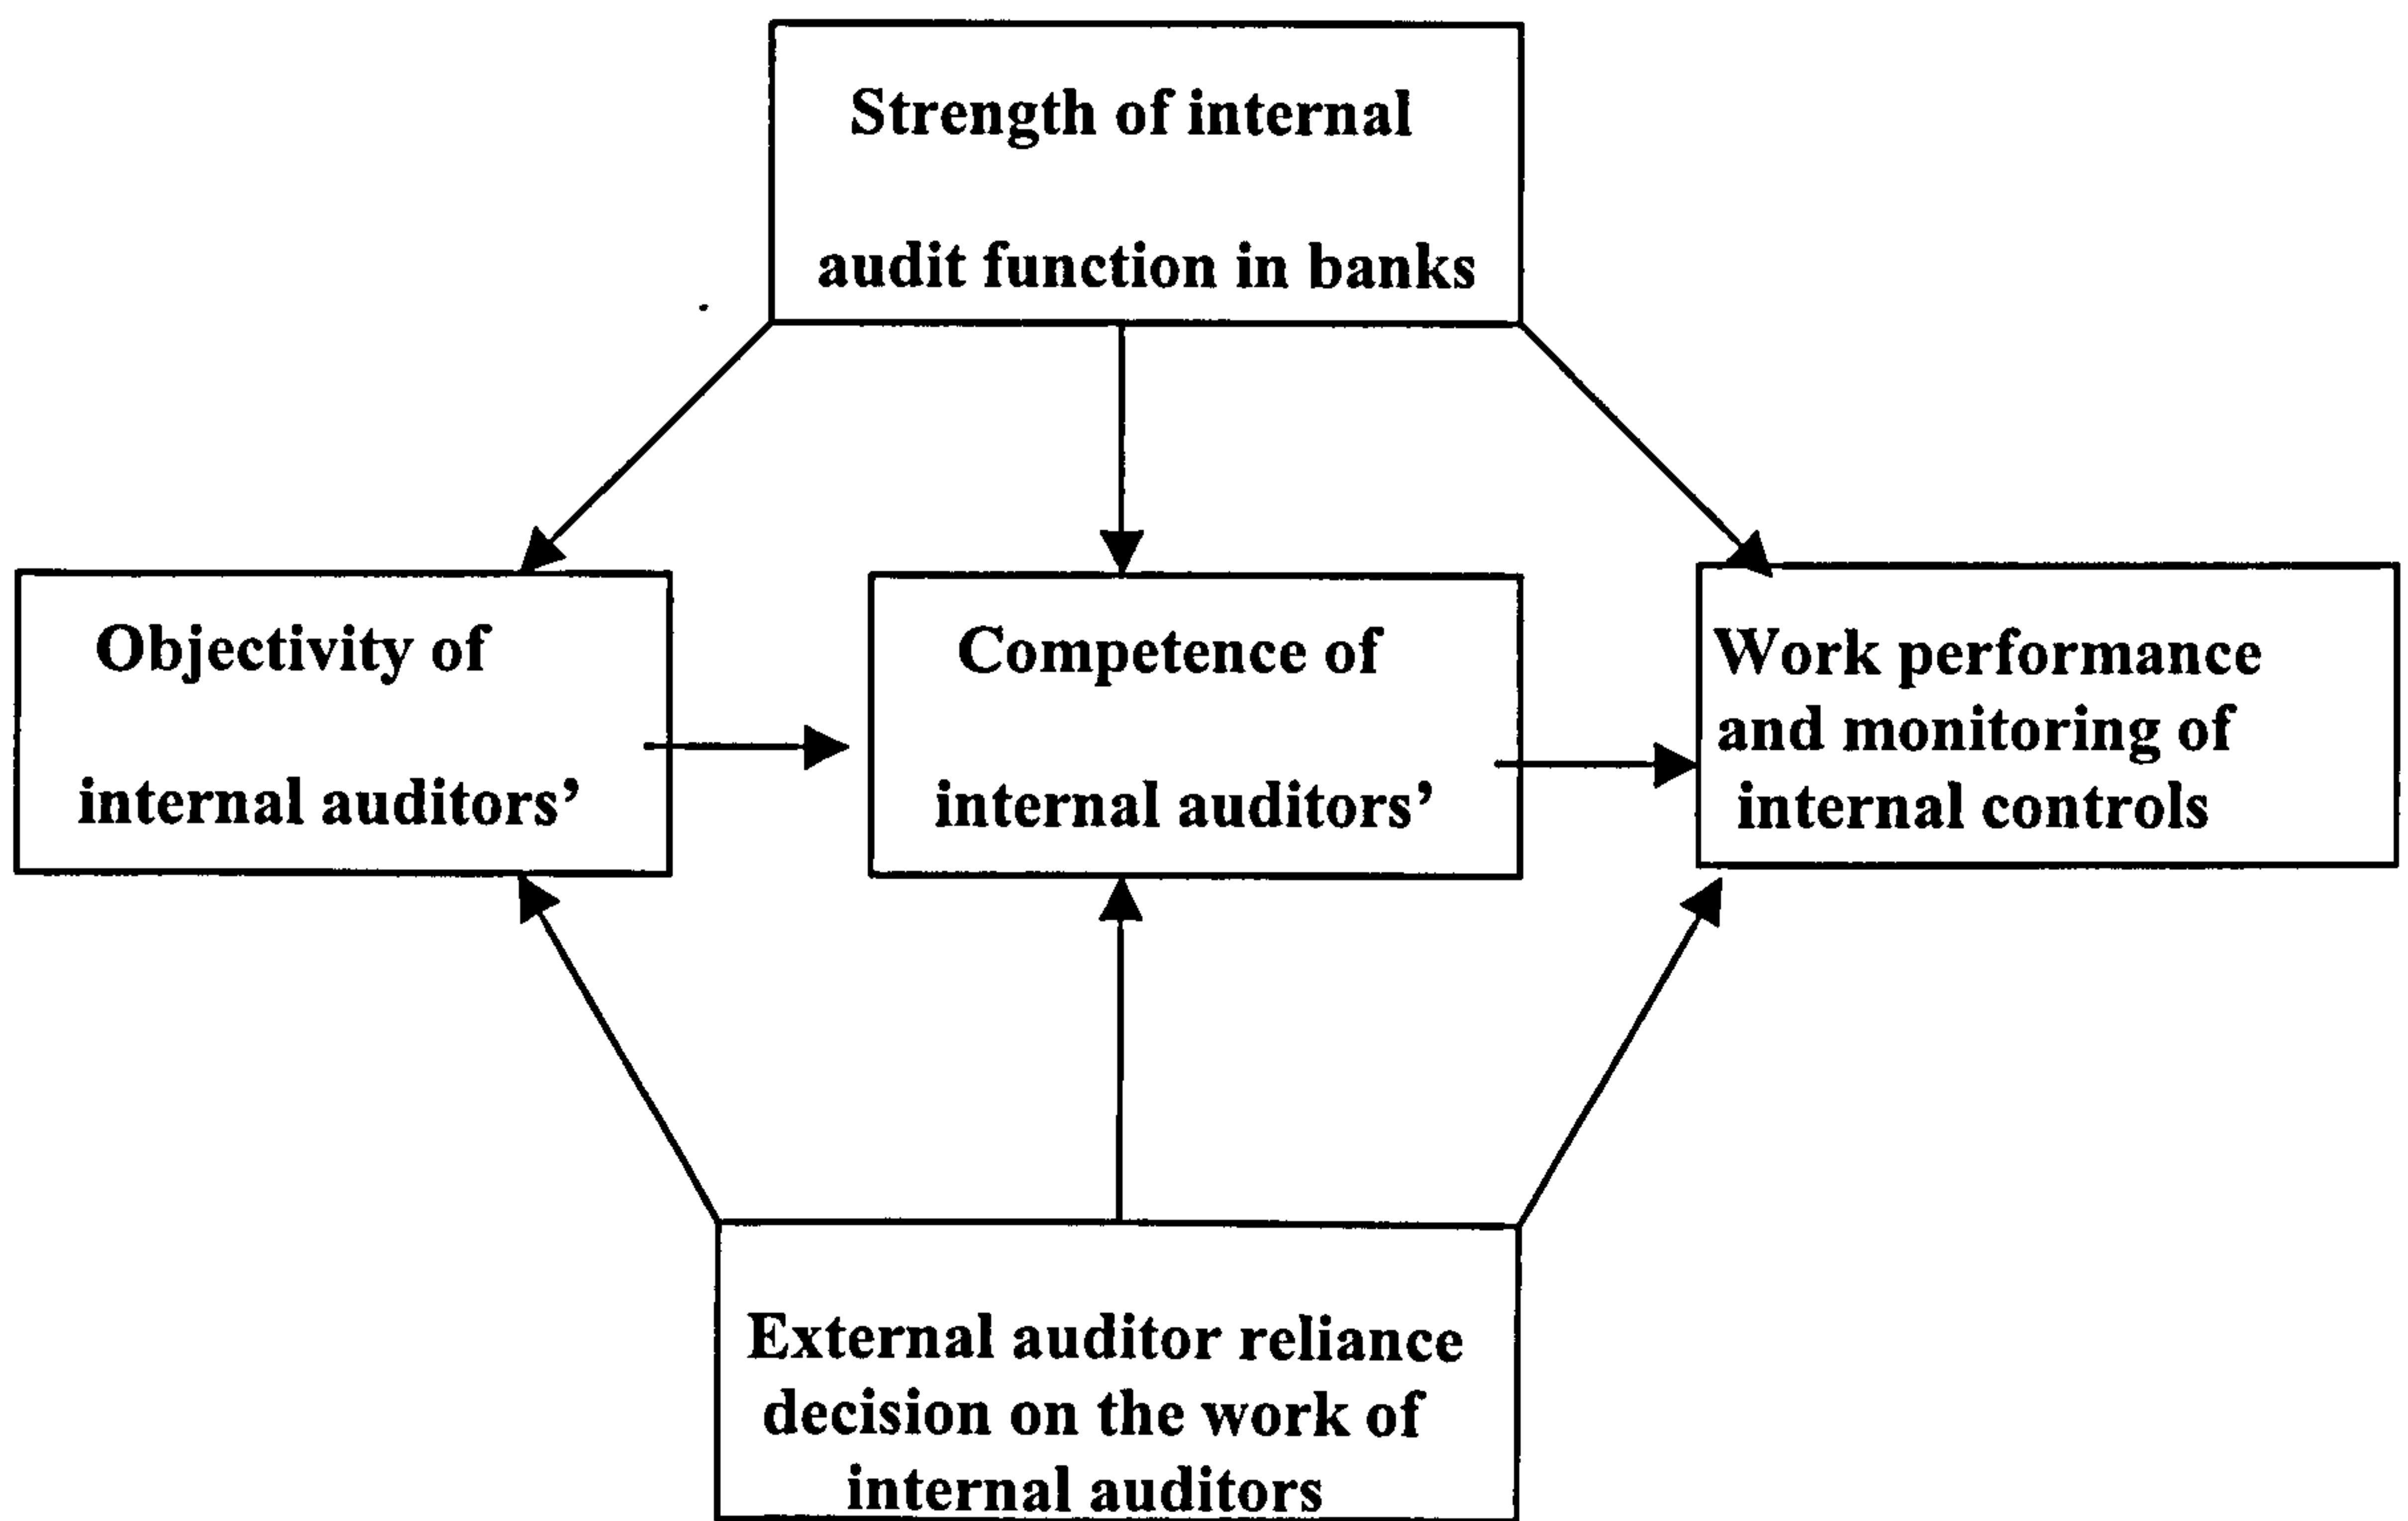 Strength of internal
audit function in banks
Objectivity of
internal auditors’
Competence of
internal auditors’
Work performance
and monitoring of
internal controls
External auditor reliance
decision on the work of
internal auditors